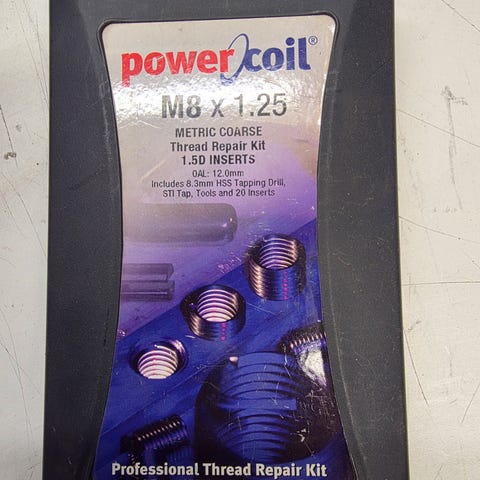 powercoil®
M8 x 1.25
METRIC COARSE
Thread Repair Kit
1.5D INSERTS
OAL: 12.0mm
Includes 8.3mm HSS Tapping Drill,
STI Tap, Tools and 20 Inserts
Professional Thread Repair Kit